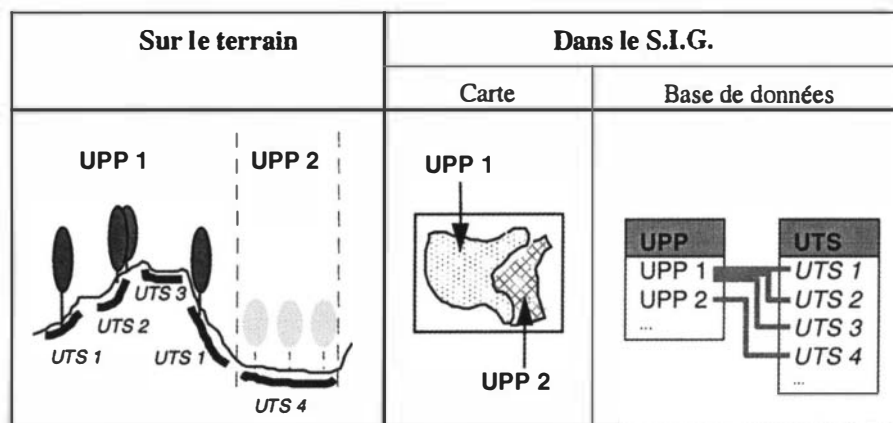 Sur le terrain
Dans le S.I.G.
Carte
Base de données
UPP 1
UPP 2
UTS 3
UTS 2
UTS 1
UTS 1
UTS 4
UPP 1
UPP 2
UPP
UPP 1
UPP 2
...
UTS
UTS 1
UTS 2
UTS 3
UTS 4
...